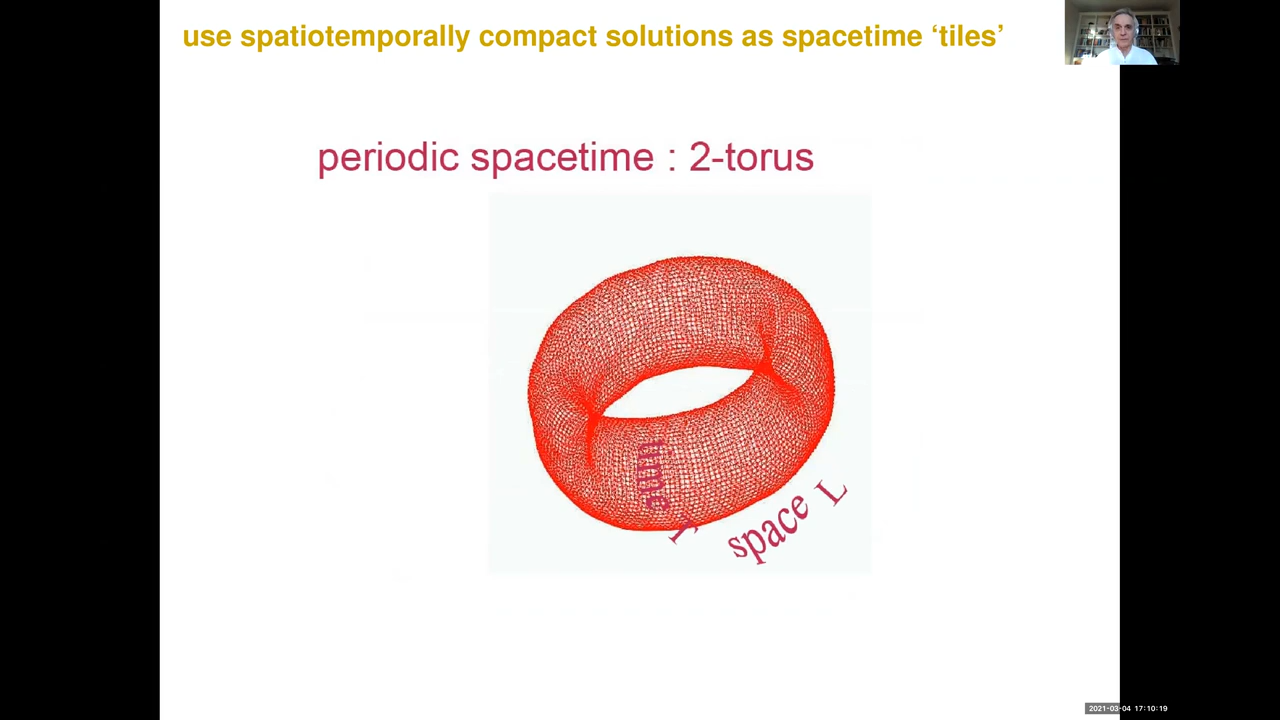 use spatiotemporally compact solutions as spacetime ‘tiles’
periodic spacetime : 2-torus
time T
space L
2021-03-04 17:10:19